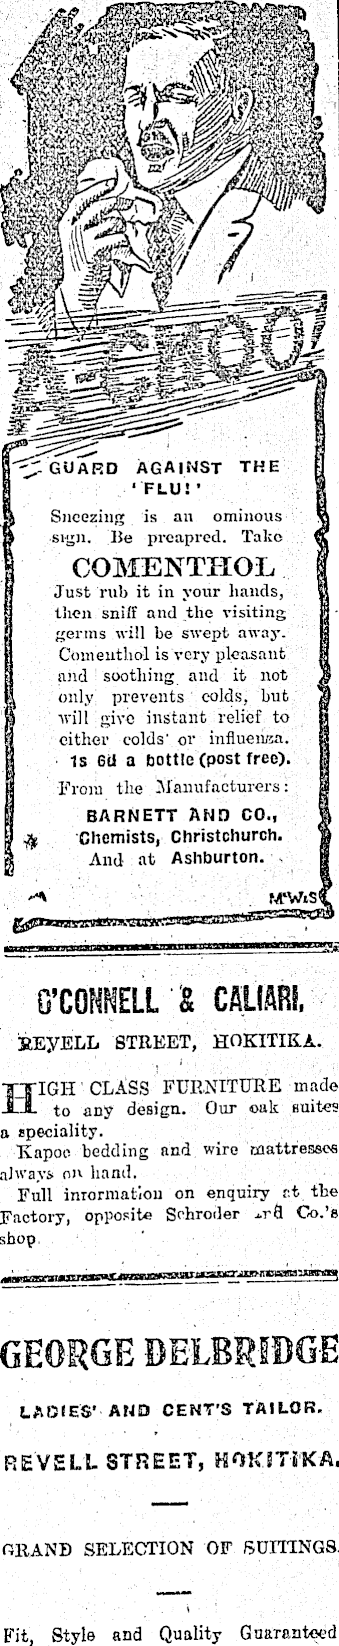 A-CHOO!
GUARD AGAINST THE
'FLU!'
Sneezing is an ominous
sign. Be preapred. Take
COMENTHOL
Just rub it in your hands,
then sniff and the visiting
germs will be swept away.
Comenthol is very pleasant
and soothing and it not
only prevents colds, but
will give instant relief to
either colds' or influenza.
1s 6d a bottle (post free).
From the Manufacturers:
BARNETT AND CO.,
Chemists, Christchurch.
And at Ashburton.
McW&S
O'CONNELL & CALIARI,
REVELL STREET, HOKITIKA.
HIGH CLASS FURNITURE made
to any design. Our oak suites
a speciality.
Kapoc bedding and wire mattresses
always on hand.
Full inrormation on enquiry at the
Factory, opposite Schroder and Co.'s
shop
GEORGE DELBRIDGE
LADIES' AND GENT'S TAILOR.
REVELL STREET, HOKITIKA.
GRAND SELECTION OF SUITINGS.
Fit, Style and Quality Guaranteed